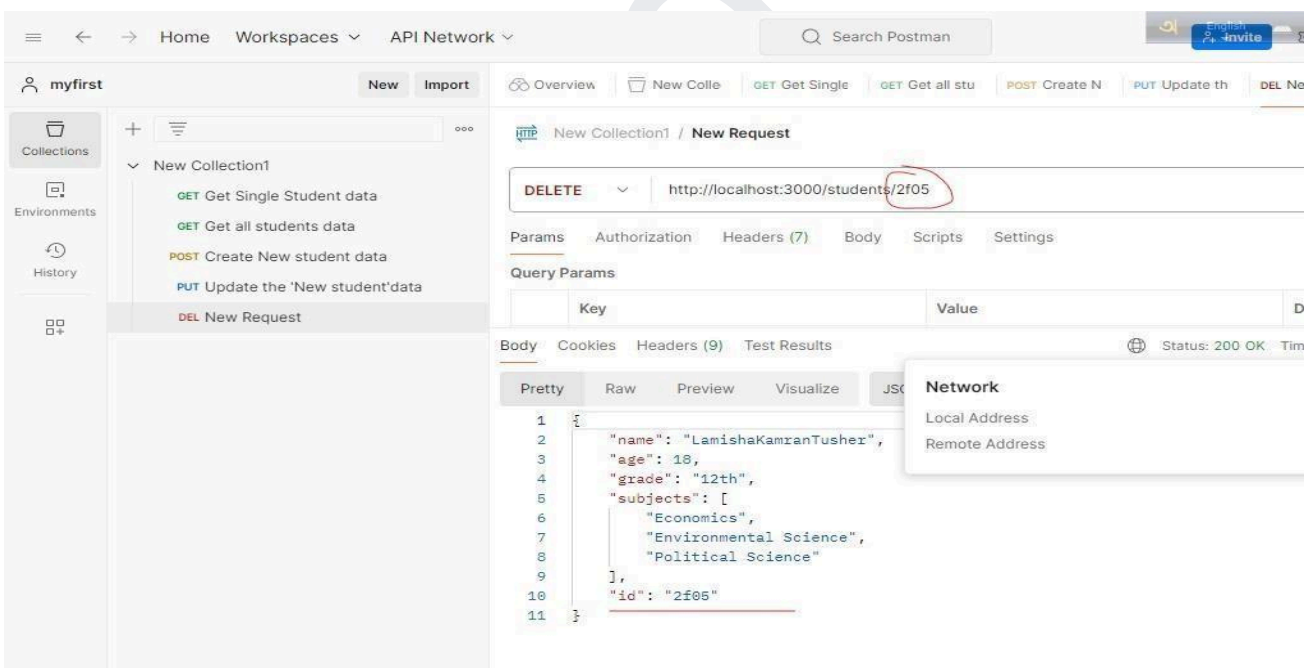 Home Workspaces API Network Search Postman অ English Invite
myfirst New Import Overview New Colle GET Get Single GET Get all stu POST Create N PUT Update th DEL Ne
Collections
Environments
History
New Collection1
GET Get Single Student data
GET Get all students data
POST Create New student data
PUT Update the 'New student'data
DEL New Request
HTTP New Collection1 / New Request
DELETE http://localhost:3000/students/2f05
Params Authorization Headers (7) Body Scripts Settings
Query Params
Key Value D
Body Cookies Headers (9) Test Results Status: 200 OK Tim
Pretty Raw Preview Visualize JSO
Network
Local Address
Remote Address
1 {
2 "name": "LamishaKamranTusher",
3 "age": 18,
4 "grade": "12th",
5 "subjects": [
6 "Economics",
7 "Environmental Science",
8 "Political Science"
9 ],
10 "id": "2f05"
11 }